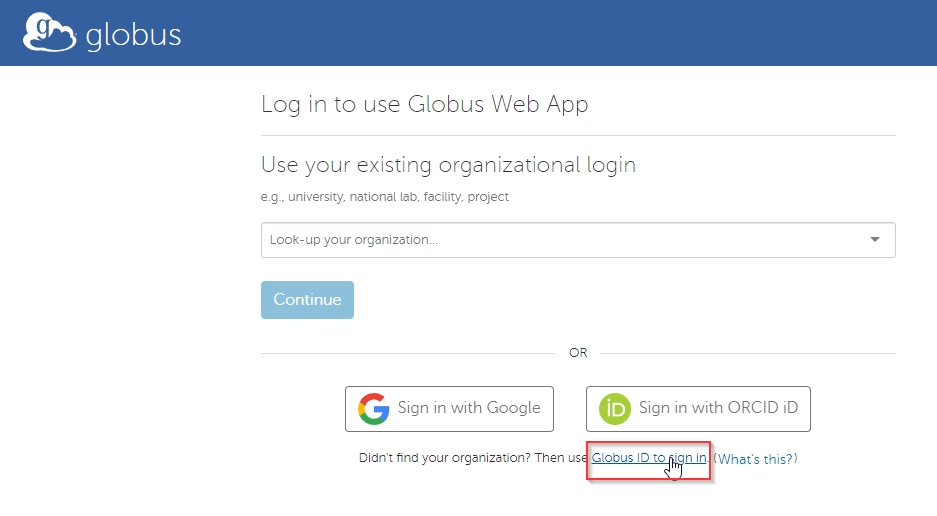 globus
Log in to use Globus Web App
Use your existing organizational login
e.g., university, national lab, facility, project
Look-up your organization...
Continue
OR
Sign in with Google
Sign in with ORCID iD
Didn't find your organization? Then use Globus ID to sign in. (What's this?)